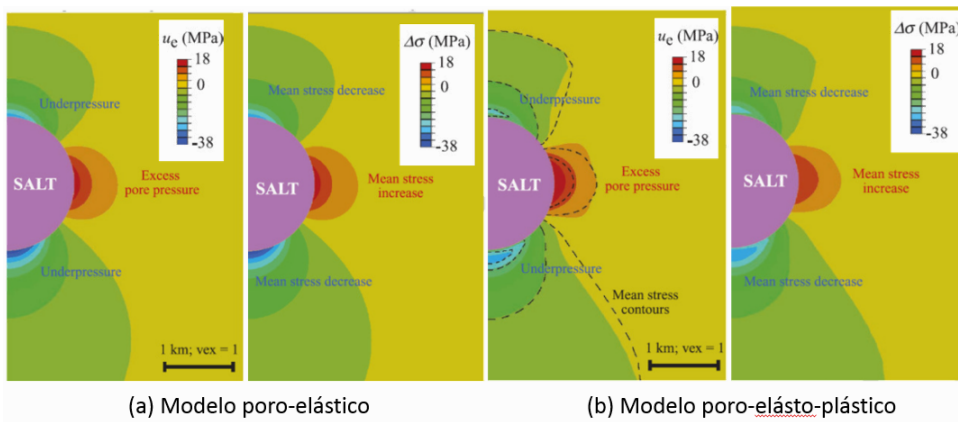 u_e (MPa)
18
0
-38
Underpressure
SALT
Excess
pore pressure
Underpressure
1 km; vex = 1
Δσ (MPa)
18
0
-38
Mean stress decrease
SALT
Mean stress
increase
Mean stress decrease
u_e (MPa)
18
0
-38
Underpressure
SALT
Excess
pore pressure
Underpressure
Mean stress
contours
1 km; vex = 1
Δσ (MPa)
18
0
-38
Mean stress decrease
SALT
Mean stress
increase
Mean stress decrease
(a) Modelo poro-elástico
(b) Modelo poro-elásto-plástico